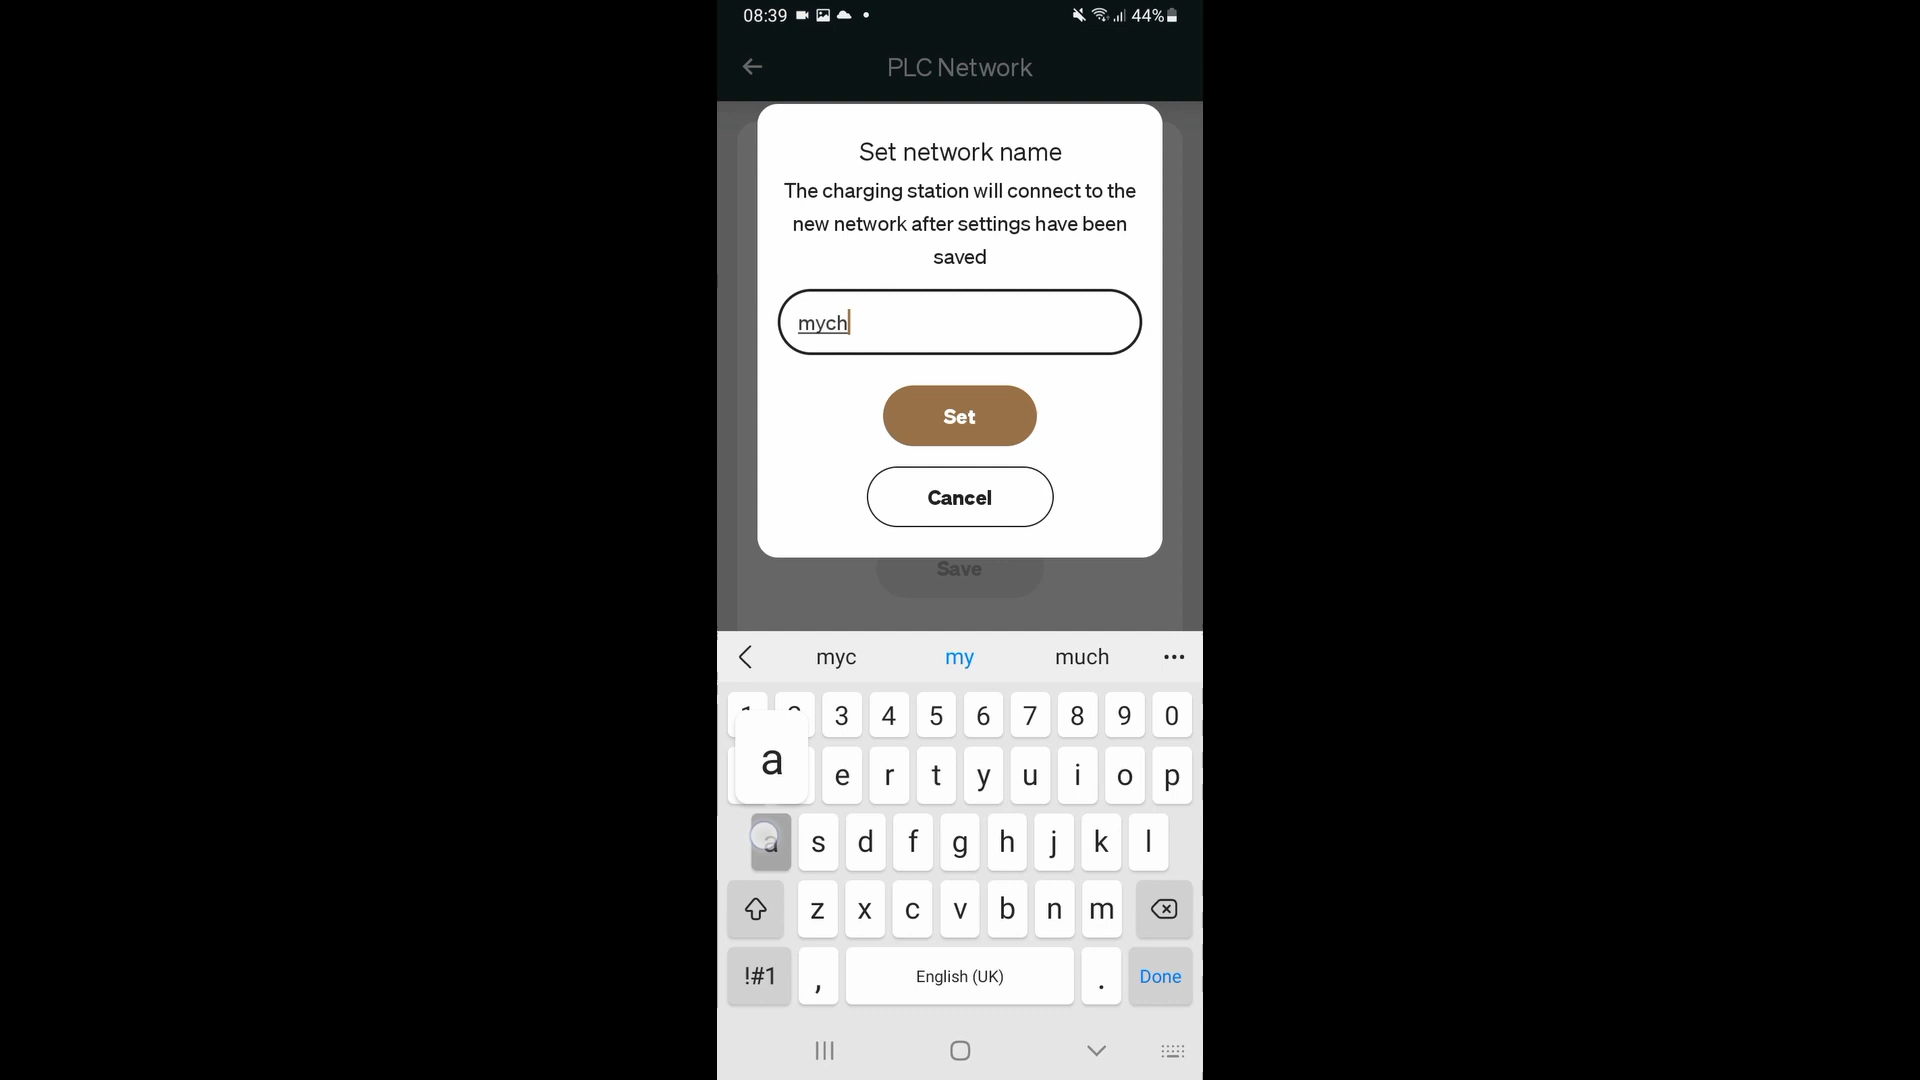 08:39 44%
PLC Network
Set network name
The charging station will connect to the
new network after settings have been
saved
mych
Set
Cancel
Save
myc my much
3 4 5 6 7 8 9 0
a e r t y u i o p
a s d f g h j k l
z x c v b n m
!#1 , English (UK) . Done